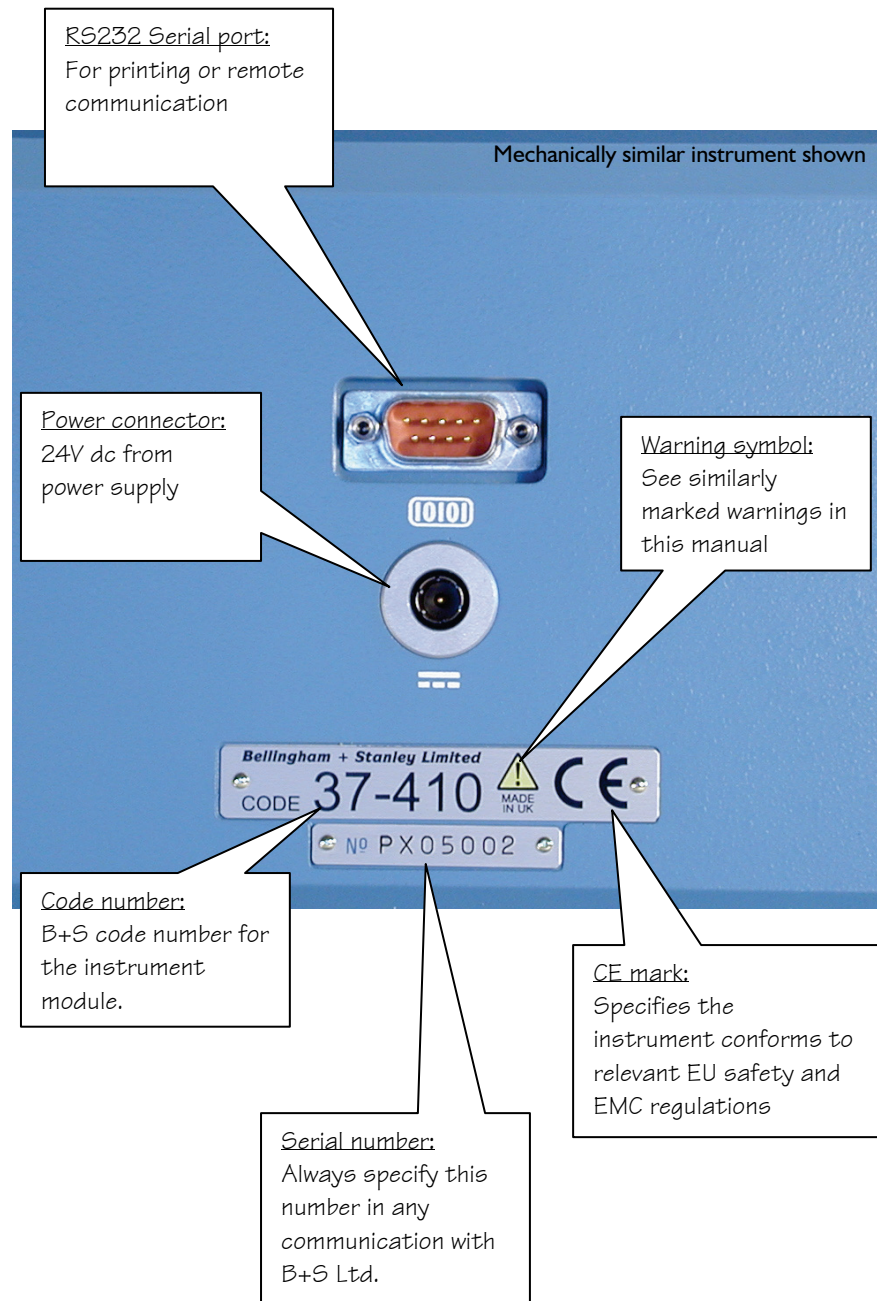 RS232 Serial port:
For printing or remote
communication
Mechanically similar instrument shown
Power connector:
24V dc from
power supply
Warning symbol:
See similarly
marked warnings in
this manual
10101
Bellingham + Stanley Limited
CODE 37-410
MADE
IN UK
CE
Nº PX05002
Code number:
B+S code number for
the instrument
module.
CE mark:
Specifies the
instrument conforms to
relevant EU safety and
EMC regulations
Serial number:
Always specify this
number in any
communication with
B+S Ltd.